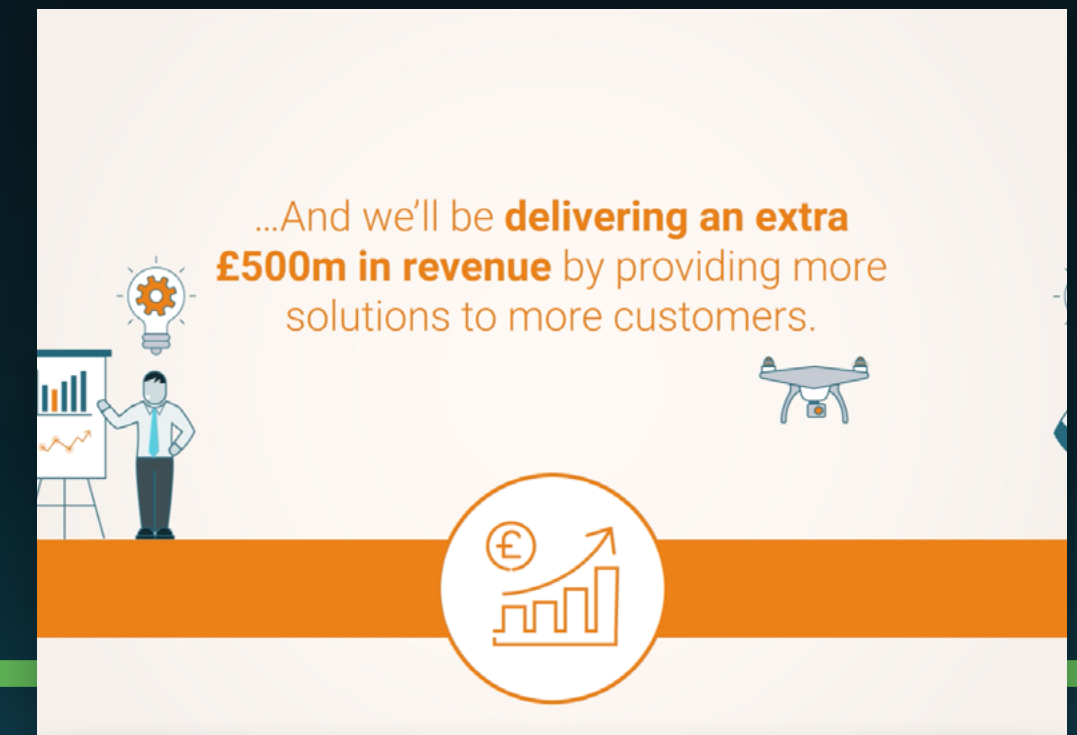 ...And we’ll be delivering an extra
£500m in revenue by providing more
solutions to more customers.
£